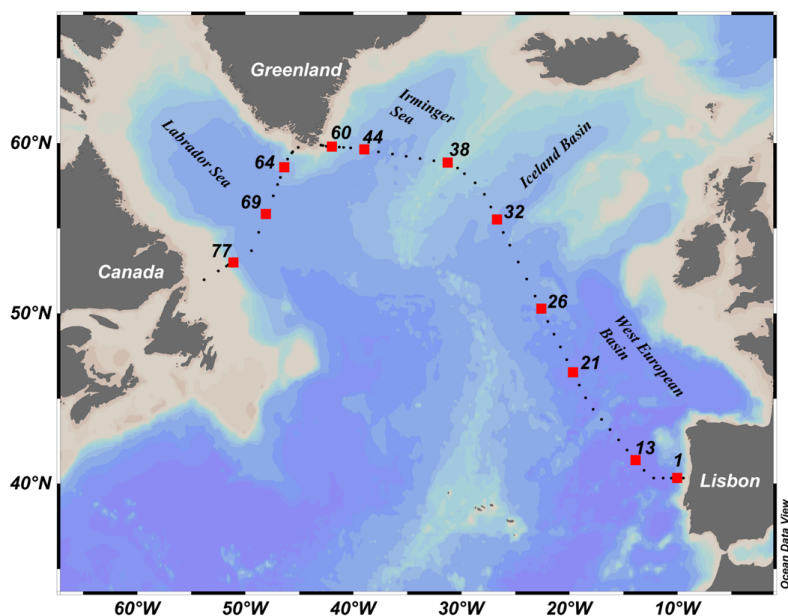 Greenland
Irminger
Sea
Labrador Sea
Iceland Basin
West European
Basin
Canada
Lisbon
60
44
38
64
69
32
77
26
21
13
1
60°N
50°N
40°N
60°W
50°W
40°W
30°W
20°W
10°W
Ocean Data View